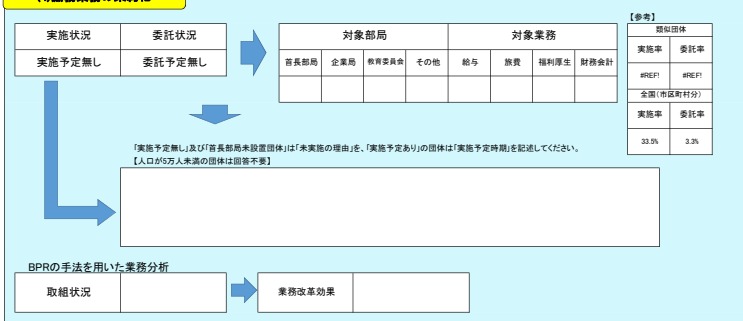 【参考】
実施状況 委託状況
実施予定無し 委託予定無し
対象部局 対象業務
首長部局 企業局 教育委員会 その他 給与 旅費 福利厚生 財務会計
類似団体
実施率 委託率
#REF! #REF!
全国(市区町村分)
実施率 委託率
33.5% 3.3%
「実施予定無し」及び「首長部局未設置団体」は「未実施の理由」を、「実施予定あり」の団体は「実施予定時期」を記述してください。
【人口が5万人未満の団体は回答不要】
BPRの手法を用いた業務分析
取組状況 業務改革効果